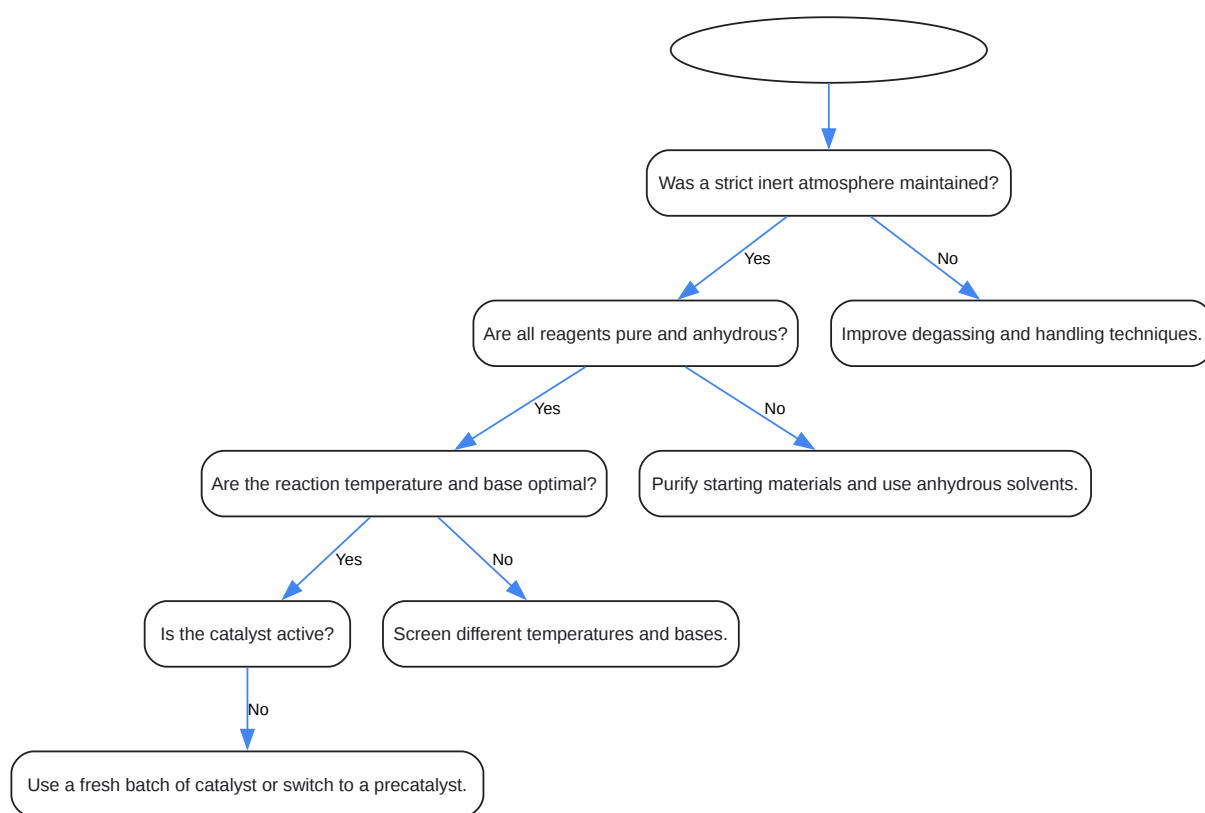 Was a strict inert atmosphere maintained?
Yes
No
Are all reagents pure and anhydrous?
Improve degassing and handling techniques.
Yes
No
Are the reaction temperature and base optimal?
Purify starting materials and use anhydrous solvents.
Yes
No
Is the catalyst active?
Screen different temperatures and bases.
No
Use a fresh batch of catalyst or switch to a precatalyst.